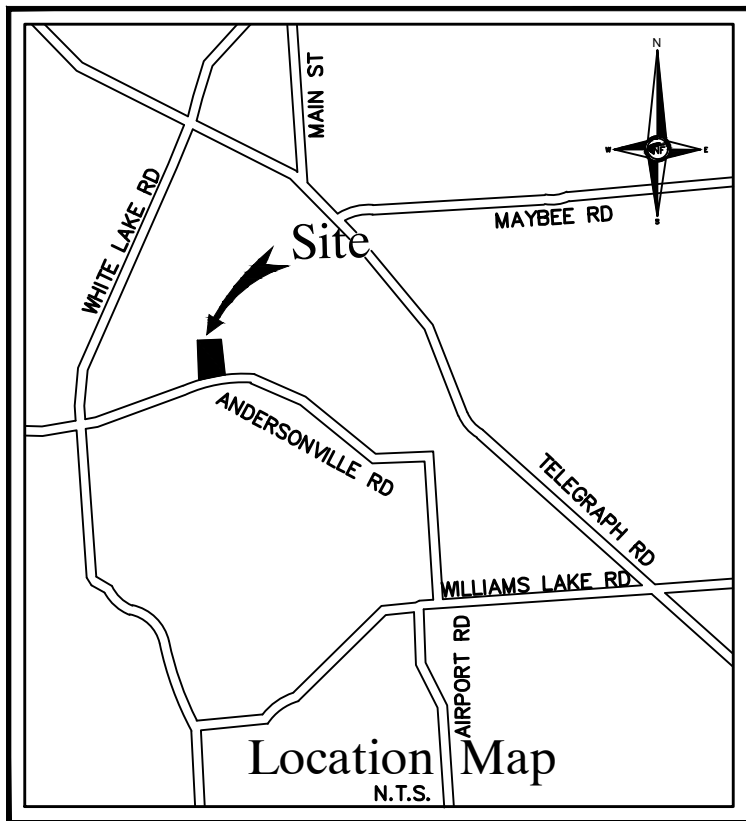 N
MAIN ST
W
NF
E
WHITE LAKE RD
MAYBEE RD
S
Site
ANDERSONVILLE RD
TELEGRAPH RD
WILLIAMS LAKE RD
AIRPORT RD
Location Map
N.T.S.